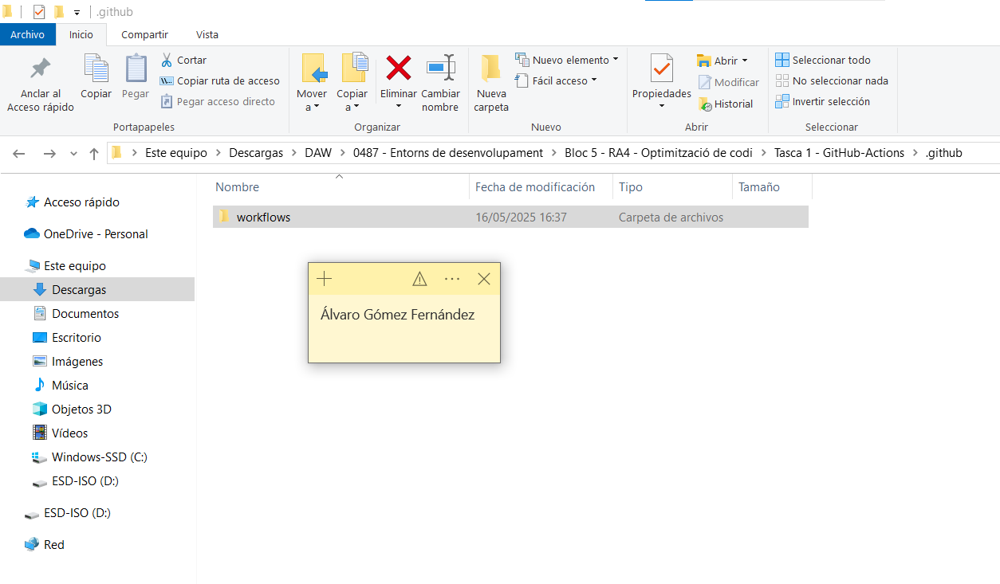 .github
Archivo Inicio Compartir Vista
Anclar al Acceso rápido
Copiar
Pegar
Cortar
Copiar ruta de acceso
Pegar acceso directo
Portapapeles
Mover a
Copiar a
Eliminar
Cambiar nombre
Organizar
Nueva carpeta
Nuevo elemento
Fácil acceso
Nuevo
Propiedades
Abrir
Modificar
Historial
Abrir
Seleccionar todo
No seleccionar nada
Invertir selección
Seleccionar
Este equipo > Descargas > DAW > 0487 - Entorns de desenvolupament > Bloc 5 - RA4 - Optimització de codi > Tasca 1 - GitHub-Actions > .github
Acceso rápido
OneDrive - Personal
Este equipo
Descargas
Documentos
Escritorio
Imágenes
Música
Objetos 3D
Vídeos
Windows-SSD (C:)
ESD-ISO (D:)
ESD-ISO (D:)
Red
Nombre Fecha de modificación Tipo Tamaño
workflows 16/05/2025 16:37 Carpeta de archivos
Álvaro Gómez Fernández